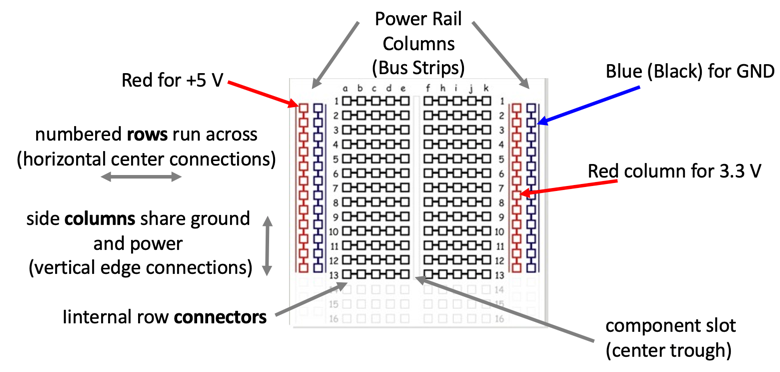 Power Rail
Columns
(Bus Strips)
Red for +5 V
Blue (Black) for GND
numbered rows run across
(horizontal center connections)
Red column for 3.3 V
side columns share ground
and power
(vertical edge connections)
Iinternal row connectors
component slot
(center trough)
a b c d e f h i j k
1 1
2 2
3 3
4 4
5 5
6 6
7 7
8 8
9 9
10 10
11 11
12 12
13 13
14 14
15 15
16 16